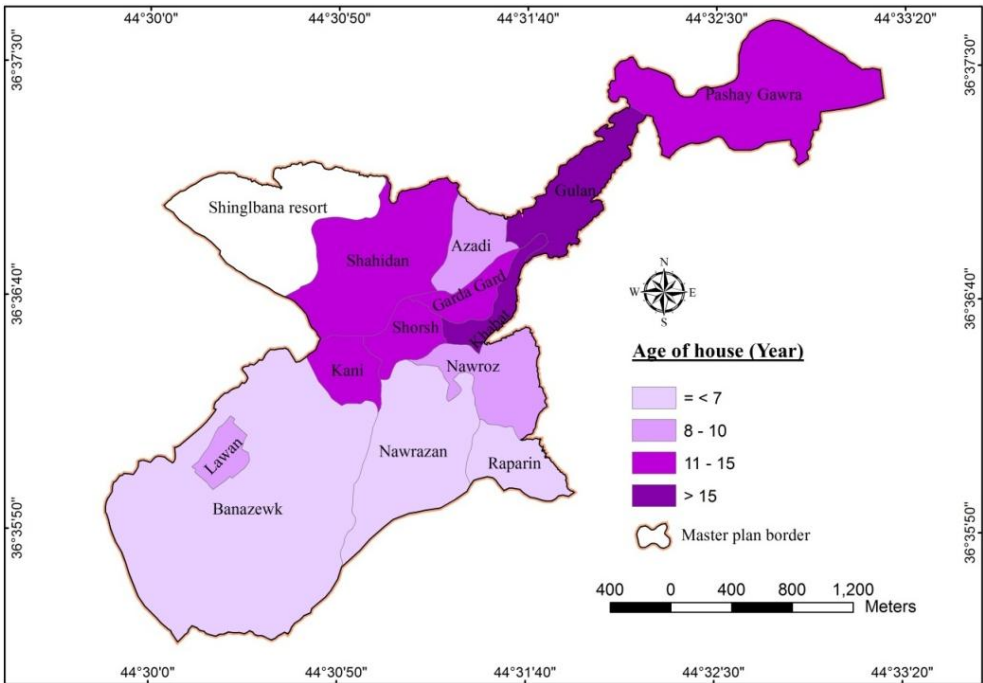 44°30'0"
44°30'50"
44°31'40"
44°32'30"
44°33'20"
36°37'30"
36°37'30"
Pashay Gawra
Gulan
Shinglbana resort
Azadi
Shahidan
N
W
E
S
36°36'40"
36°36'40"
Garda Gard
Shorsh
Khabat
Kani
Nawroz
Age of house (Year)
= < 7
8 - 10
11 - 15
> 15
Master plan border
Lawan
Nawrazan
Raparin
Banazewk
36°35'50"
36°35'50"
400 0 400 800 1,200
Meters
44°30'0"
44°30'50"
44°31'40"
44°32'30"
44°33'20"